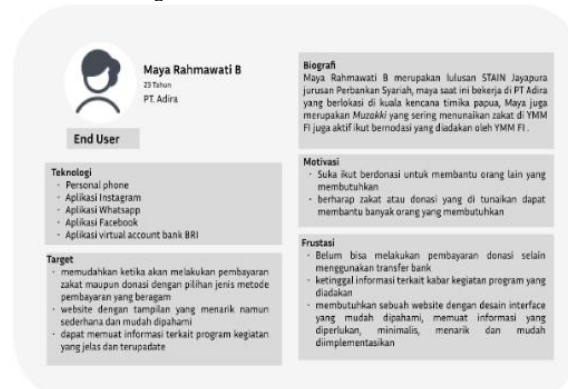 Maya Rahmawati B
23 Tahun
PT. Adira
End User
Teknologi
- Personal phone
- Aplikasi Instagram
- Aplikasi Whatsapp
- Aplikasi Facebook
- Aplikasi virtual account bank BRI
Target
- memudahkan ketika akan melakukan pembayaran
zakat maupun donasi dengan pilihan jenis metode
pembayaran yang beragam
- website dengan tampilan yang menarik namun
sederhana dan mudah dipahami
- dapat memuat informasi terkait program kegiatan
yang jelas dan terupadate
Biografi
Maya Rahmawati B merupakan lulusan STAIN Jayapura
jurusan Perbankan Syariah, maya saat ini bekerja di PT Adira
yang berlokasi di kuala kencana timika papua, Maya juga
merupakan Muzakki yang sering menunaikan zakat di YMM
FI juga aktif ikut bernodasi yang diadakan oleh YMM FI .
Motivasi
- Suka ikut berdonasi untuk membantu orang lain yang
membutuhkan
- berharap zakat atau donasi yang di tunaikan dapat
membantu banyak orang yang membutuhkan
Frustasi
- Belum bisa melakukan pembayaran donasi selain
menggunakan transfer bank
- ketinggal informasi terkait kabar kegiatan program yang
diadakan
- membutuhkan sebuah website dengan desain interface
yang mudah dipahami, memuat informasi yang
diperlukan, minimalis, menarik dan mudah
diimplementasikan